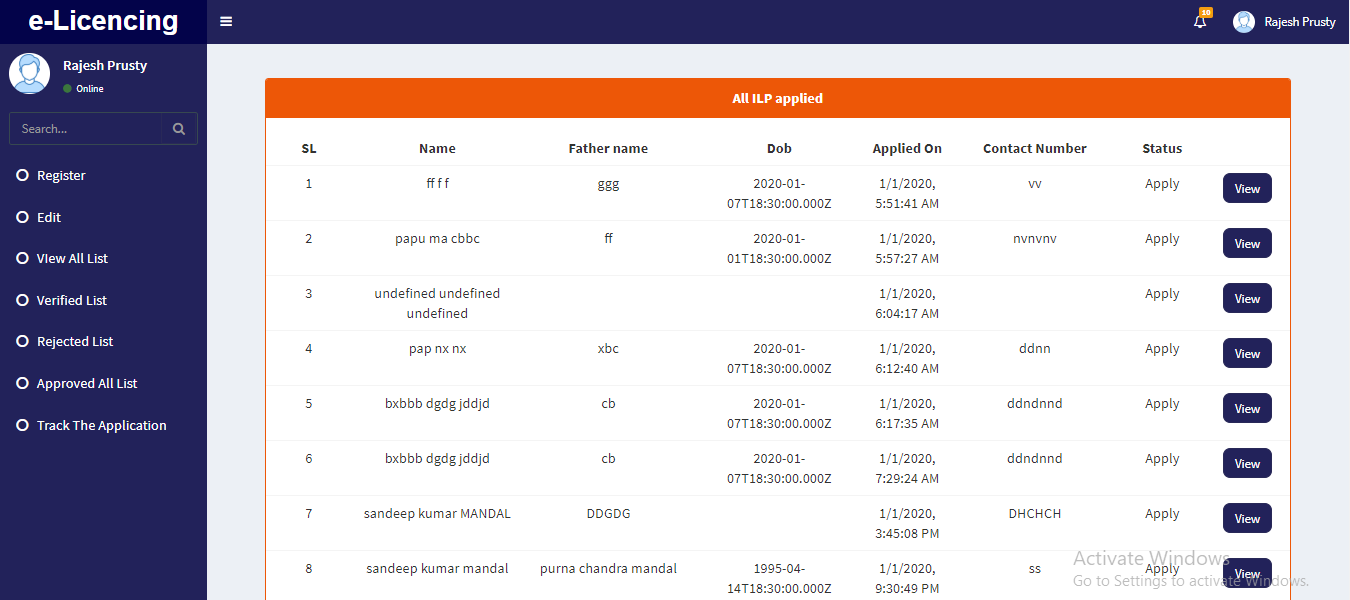 e-Licencing
10
Rajesh Prusty
Rajesh Prusty
Online
Search...
Register
Edit
VIew All List
Verified List
Rejected List
Approved All List
Track The Application
All ILP applied
SL Name Father name Dob Applied On Contact Number Status
1 ff f f ggg 2020-01- 1/1/2020, vv Apply View
07T18:30:00.000Z 5:51:41 AM
2 papu ma cbbc ff 2020-01- 1/1/2020, nvnvnv Apply View
01T18:30:00.000Z 5:57:27 AM
3 undefined undefined 1/1/2020, Apply View
undefined 6:04:17 AM
4 pap nx nx xbc 2020-01- 1/1/2020, ddnn Apply View
07T18:30:00.000Z 6:12:40 AM
5 bxbbb dgdg jddjd cb 2020-01- 1/1/2020, ddndnnd Apply View
07T18:30:00.000Z 6:17:35 AM
6 bxbbb dgdg jddjd cb 2020-01- 1/1/2020, ddndnnd Apply View
07T18:30:00.000Z 7:29:24 AM
7 sandeep kumar MANDAL DDGDG 1/1/2020, DHCHCH Apply View
3:45:08 PM
8 sandeep kumar mandal purna chandra mandal 1995-04- 1/1/2020, ss Apply View
14T18:30:00.000Z 9:30:49 PM
Activate Windows
Go to Settings to activate Windows.